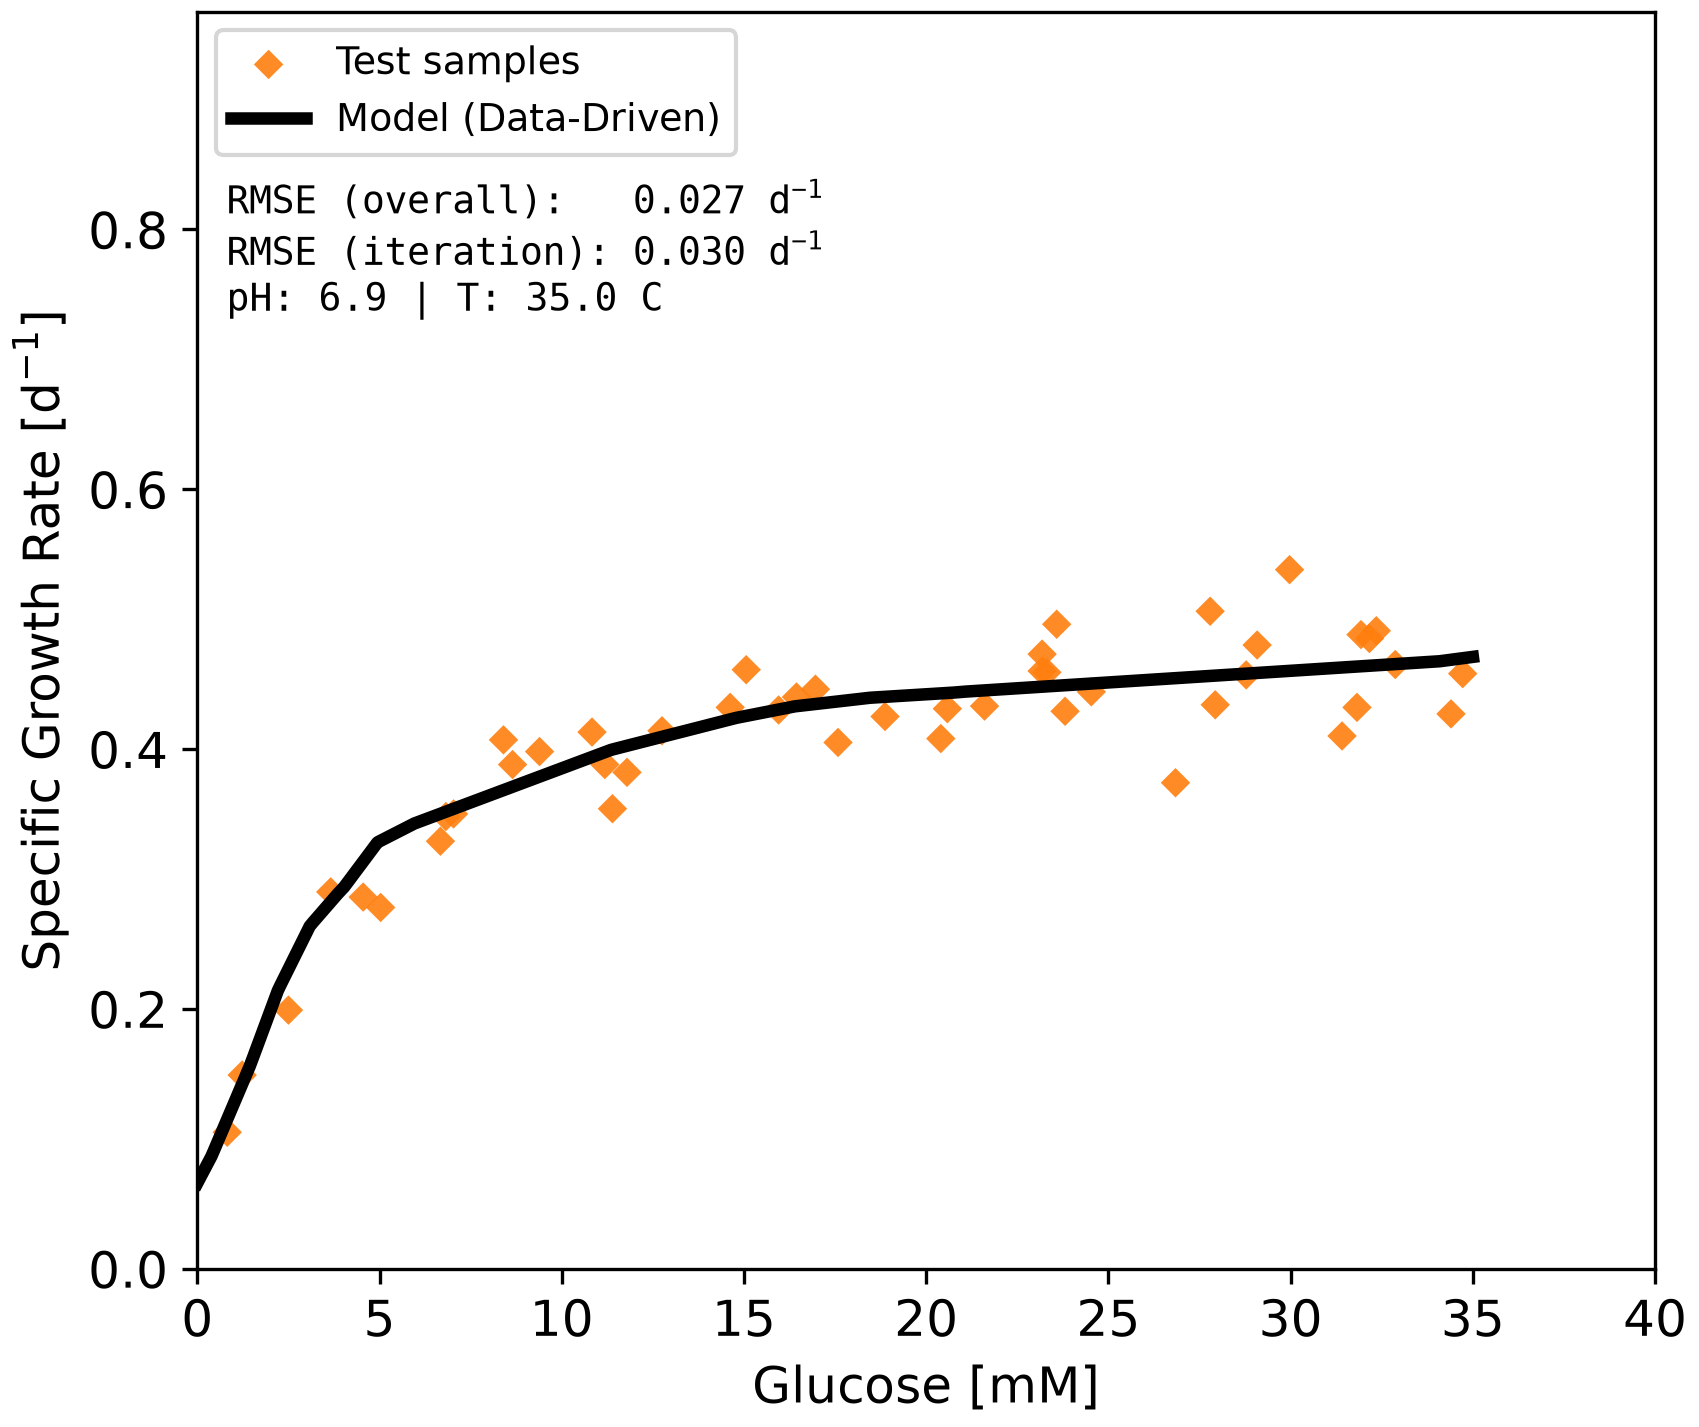 Test samples
Model (Data-Driven)
RMSE (overall): 0.027 d⁻¹
RMSE (iteration): 0.030 d⁻¹
pH: 6.9 | T: 35.0 C
Specific Growth Rate [d⁻¹]
0.8
0.6
0.4
0.2
0.0
0 5 10 15 20 25 30 35 40
Glucose [mM]